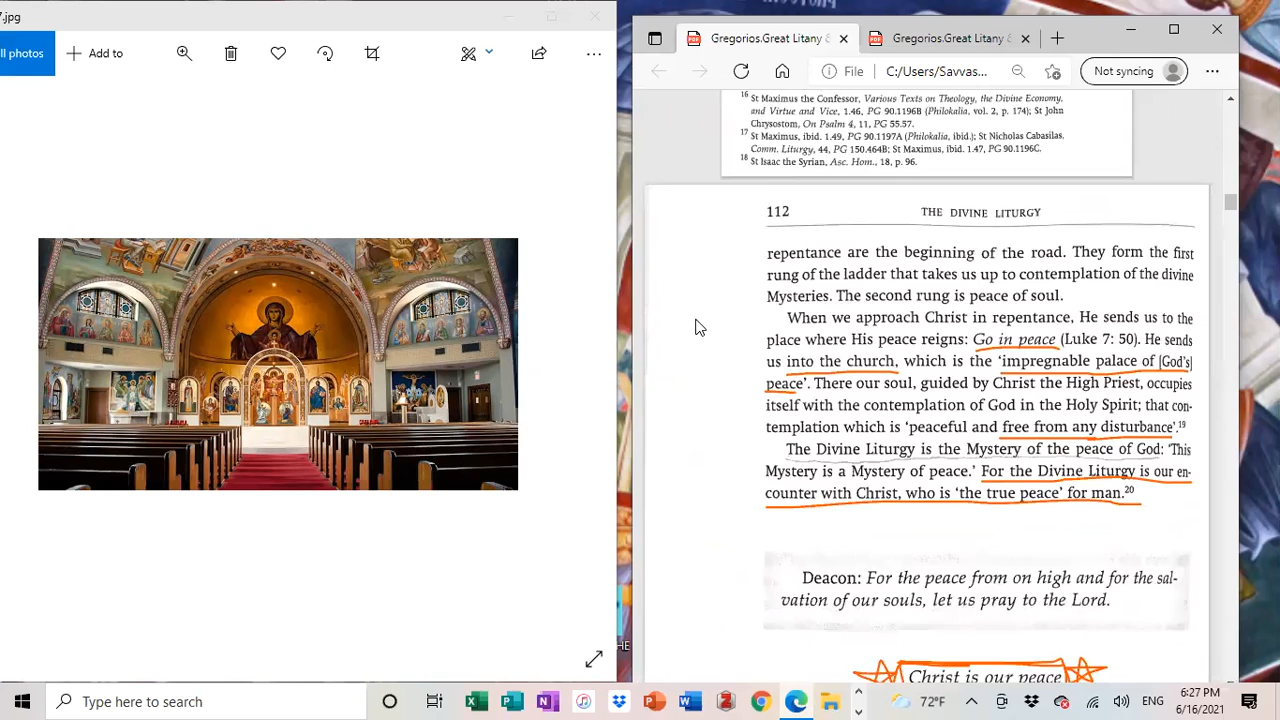 7.jpg
ll photos
Add to
Gregorios.Great Litany &
Gregorios.Great Litany &
File
C:/Users/Savvas...
Not syncing
16 St Maximus the Confessor, Various Texts on Theology, the Divine Economy,
and Virtue and Vice, 1.46, PG 90.1196B (Philokalia, vol. 2, p. 174); St John
Chrysostom, On Psalm 4, 11, PG 55.57.
17 St Maximus, ibid. 1.49, PG 90.1197A (Philokalia, ibid.); St Nicholas Cabasilas.
Comm. Liturgy, 44, PG 150.464B; St Maximus, ibid. 1.47, PG 90.1196C.
18 St Isaac the Syrian, Asc. Hom., 18, p. 96.
112 THE DIVINE LITURGY
repentance are the beginning of the road. They form the first
rung of the ladder that takes us up to contemplation of the divine
Mysteries. The second rung is peace of soul.
When we approach Christ in repentance, He sends us to the
place where His peace reigns: Go in peace (Luke 7: 50). He sends
us into the church, which is the ‘impregnable palace of [God's]
peace’. There our soul, guided by Christ the High Priest, occupies
itself with the contemplation of God in the Holy Spirit; that con-
templation which is ‘peaceful and free from any disturbance’.19
The Divine Liturgy is the Mystery of the peace of God: ‘This
Mystery is a Mystery of peace.’ For the Divine Liturgy is our en-
counter with Christ, who is ‘the true peace’ for man.20
Deacon: For the peace from on high and for the sal-
vation of our souls, let us pray to the Lord.
Christ is our peace
HE
Type here to search
72°F
ENG
6:27 PM
6/16/2021